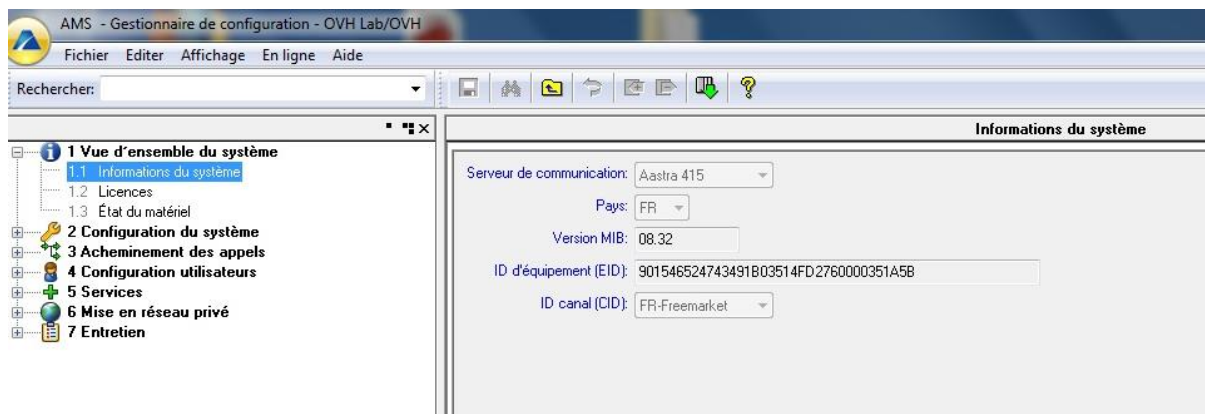 AMS - Gestionnaire de configuration - OVH Lab/OVH
Fichier Editer Affichage En ligne Aide
Rechercher:
1 Vue d´ensemble du système
1.1 Informations du système
1.2 Licences
1.3 État du matériel
2 Configuration du système
3 Acheminement des appels
4 Configuration utilisateurs
5 Services
6 Mise en réseau privé
7 Entretien
Informations du système
Serveur de communication: Aastra 415
Pays: FR
Version MIB: 08.32
ID d'équipement (EID): 901546524743491B03514FD2760000351A5B
ID canal (CID): FR-Freemarket